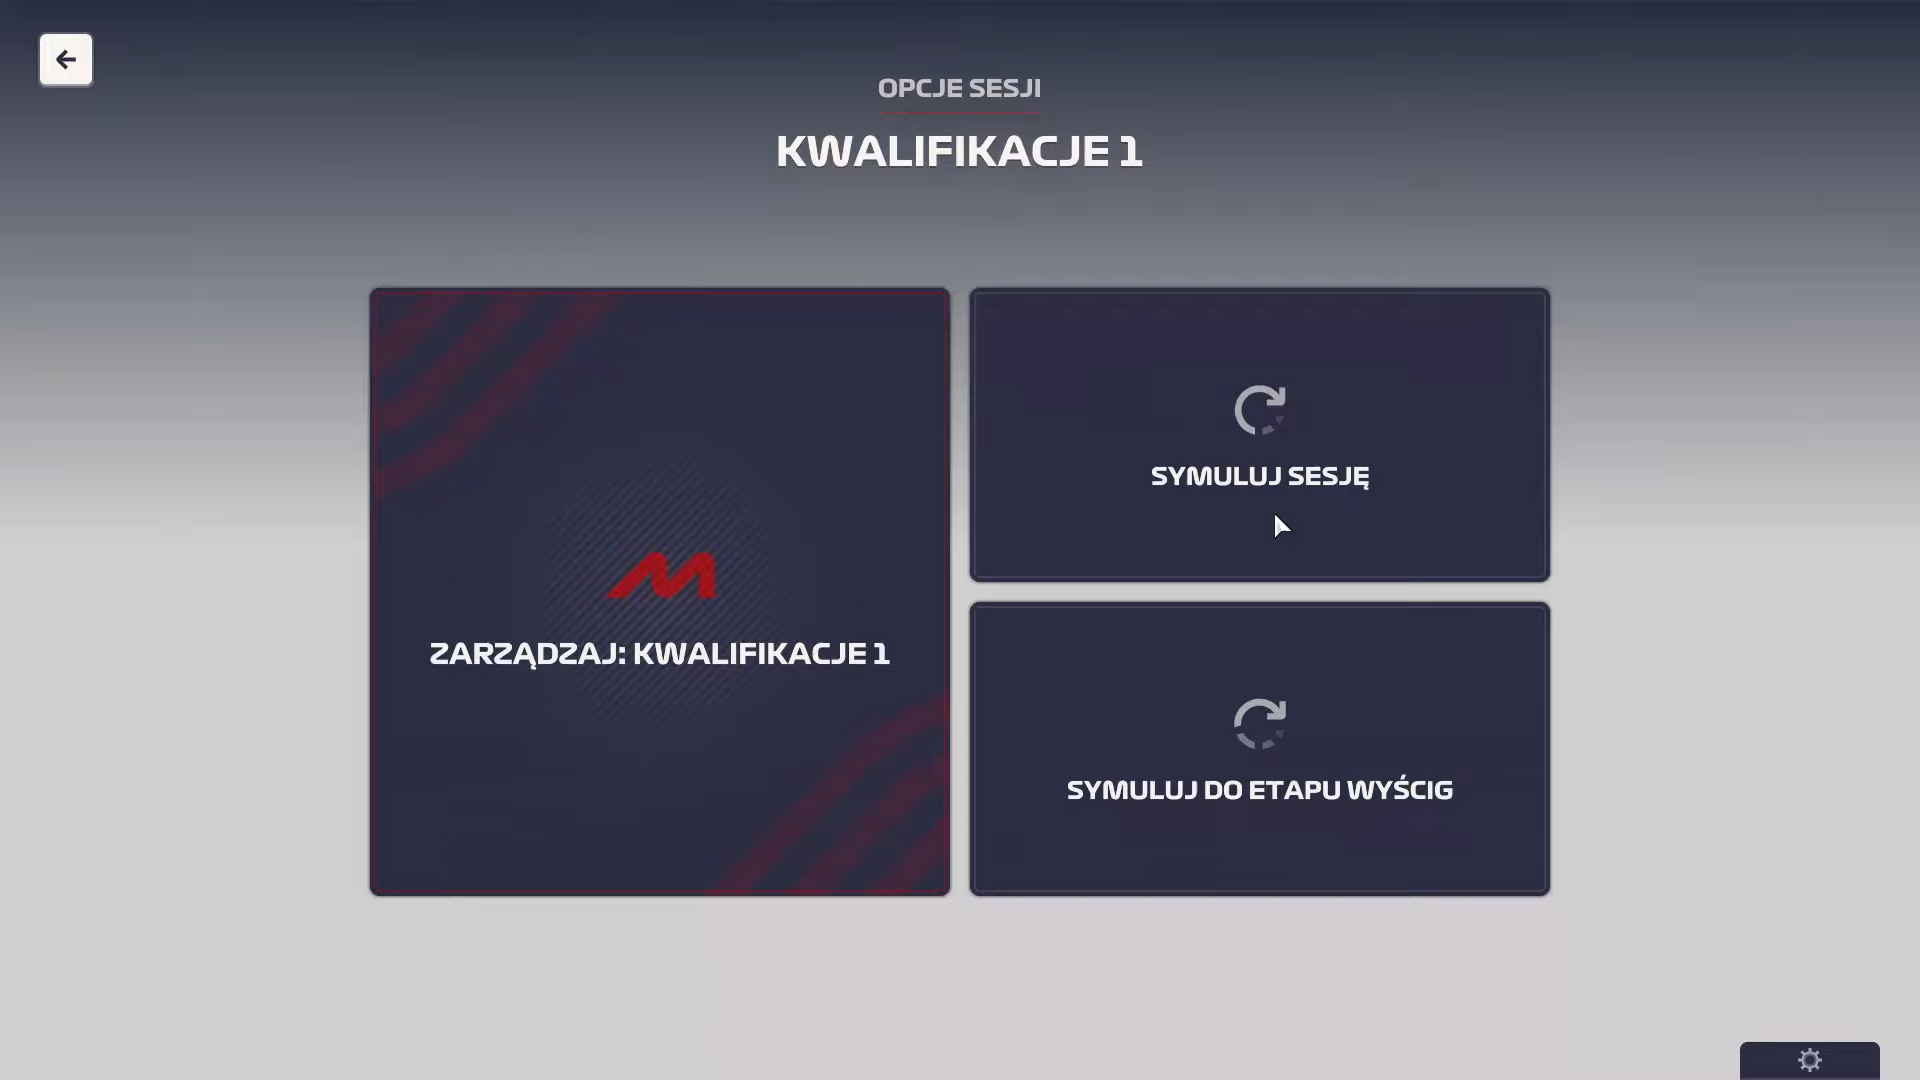 OPCJE SESJI
KWALIFIKACJE 1
ZARZĄDZAJ: KWALIFIKACJE 1
SYMULUJ SESJĘ
SYMULUJ DO ETAPU WYŚCIG